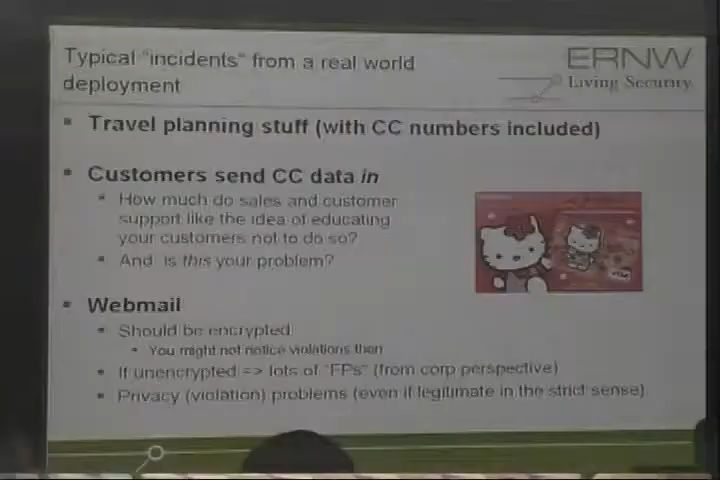 Typical "incidents" from a real world
deployment
ERNW
Living Security
Travel planning stuff (with CC numbers included)
Customers send CC data in
How much do sales and customer
support like the idea of educating
your customers not to do so?
And is this your problem?
Webmail
Should be encrypted
You might not notice violations then
If unencrypted => lots of "FPs" (from corp perspective)
Privacy (violation) problems (even if legitimate in the strict sense)
VISA